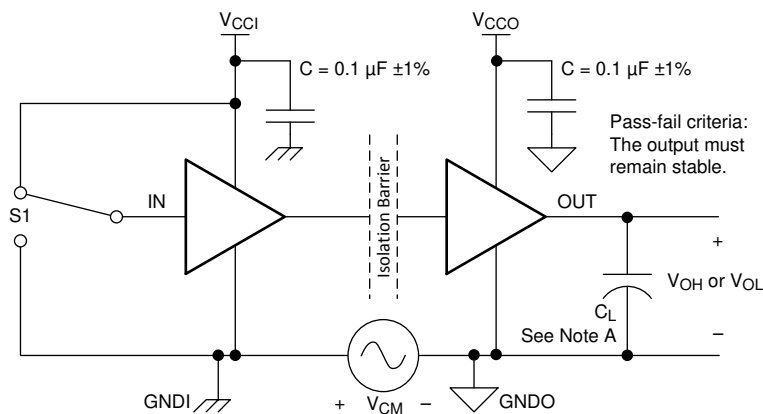 VCCI
VCCO
C = 0.1 µF ±1%
C = 0.1 µF ±1%
Pass-fail criteria:
The output must
remain stable.
S1
IN
Isolation Barrier
OUT
+
VOH or VOL
CL
See Note A
–
GNDI
+ VCM –
GNDO